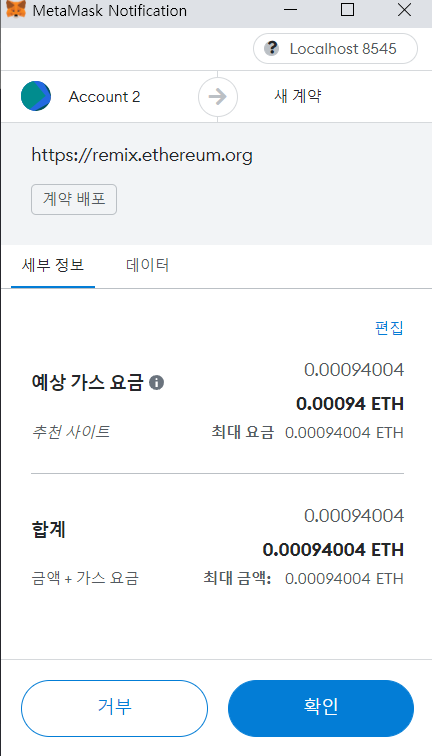 MetaMask Notification
? Localhost 8545
Account 2 새 계약
https://remix.ethereum.org
계약 배포
세부 정보 데이터
편집
0.00094004
예상 가스 요금 0.00094 ETH
추천 사이트 최대 요금 0.00094004 ETH
0.00094004
합계 0.00094004 ETH
금액 + 가스 요금 최대 금액: 0.00094004 ETH
거부 확인